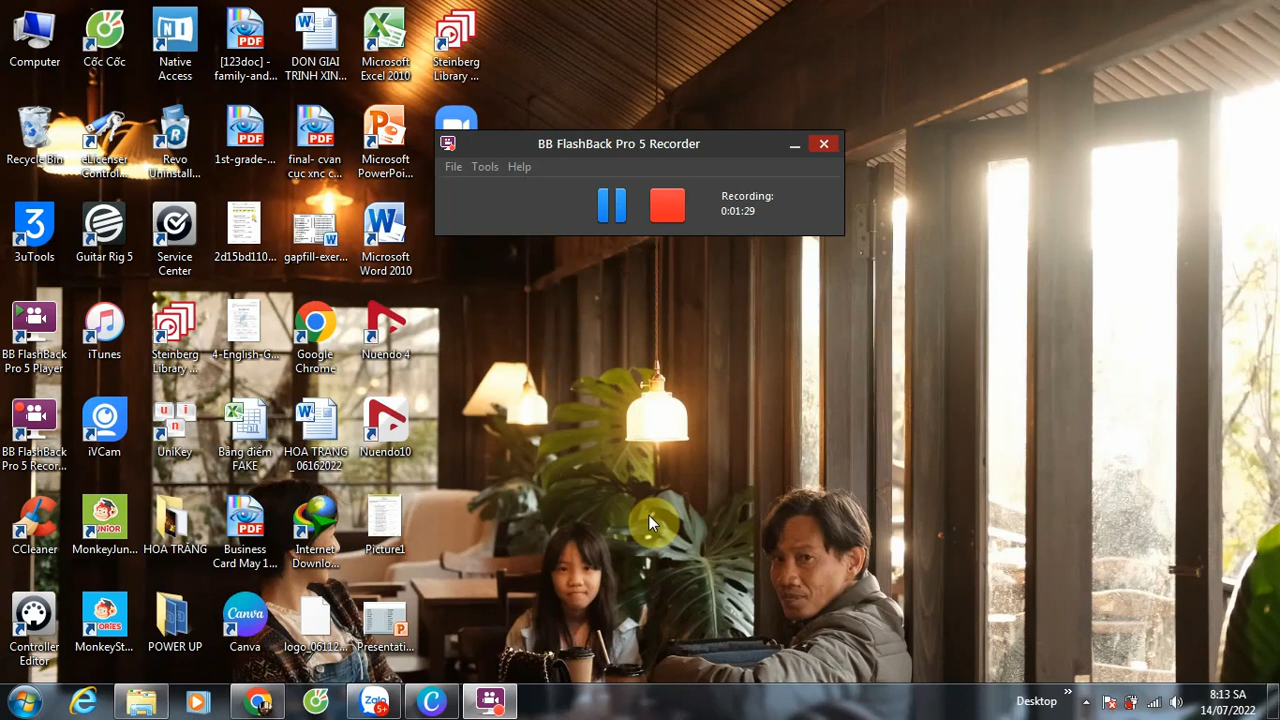 Computer
Cốc Cốc
Native
Access
[123doc] -
family-and...
DON GIAI
TRINH XIN...
Microsoft
Excel 2010
Steinberg
Library ...
Recycle Bin
eLicenser
Control...
Revo
Uninstall...
1st-grade-...
final- cvan
cuc xnc c...
Microsoft
PowerPoi...
BB FlashBack Pro 5 Recorder
File Tools Help
Recording:
0:01:29
3uTools
Guitar Rig 5
Service
Center
2d15bd110...
gapfill-exer...
Microsoft
Word 2010
BB FlashBack
Pro 5 Player
iTunes
Steinberg
Library ...
4-English-G...
Google
Chrome
Nuendo 4
BB FlashBack
Pro 5 Recor...
iVCam
UniKey
Bảng điểm
FAKE
HOA TRANG
_ 06162022
Nuendo10
CCleaner
MonkeyJun...
HOA TRĂNG
Business
Card May 1...
Internet
Downlo...
Picture1
Controller
Editor
MonkeySt...
POWER UP
Canva
logo_06112...
Presentati...
Zalo
5+
Desktop
8:13 SA
14/07/2022